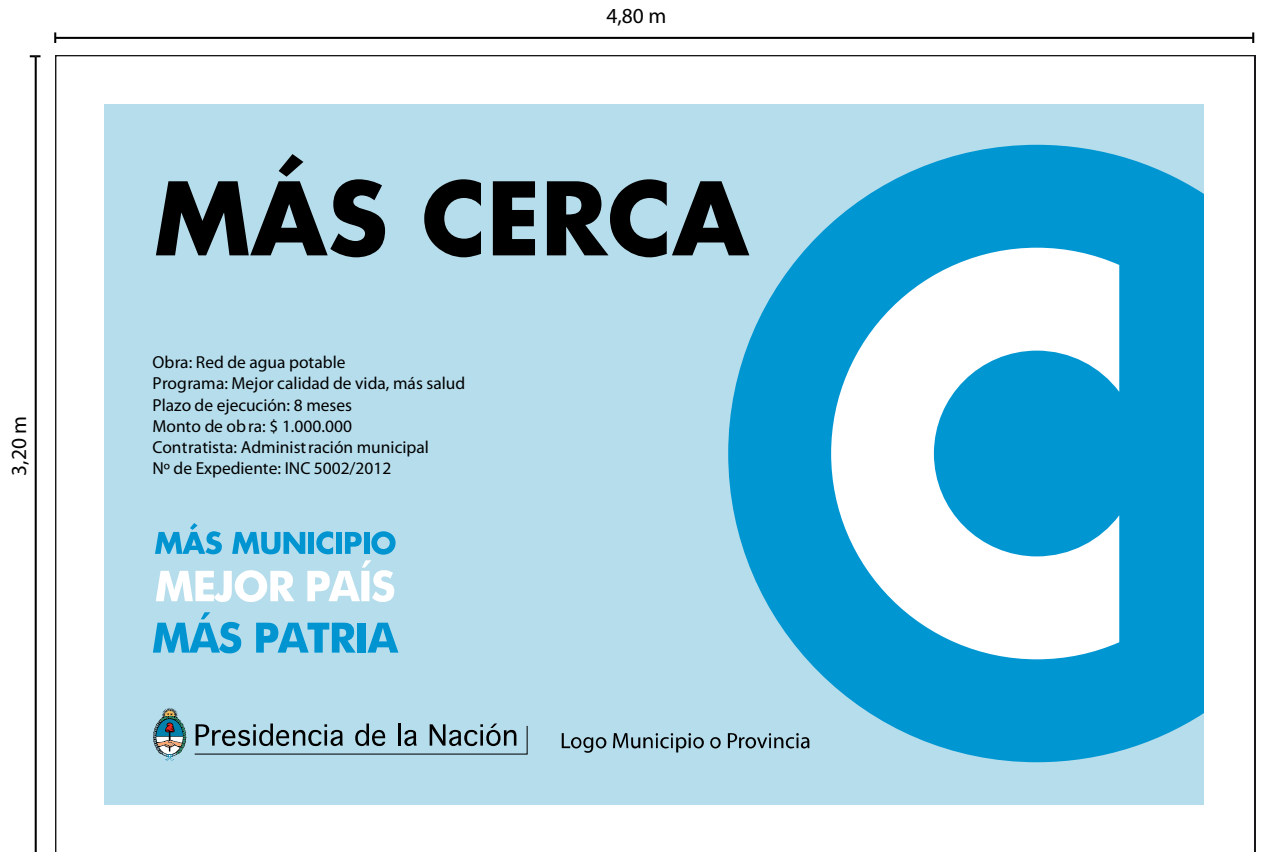 4,80 m
3,20 m
MÁS CERCA
Obra: Red de agua potable
Programa: Mejor calidad de vida, más salud
Plazo de ejecución: 8 meses
Monto de obra: $ 1.000.000
Contratista: Administración municipal
Nº de Expediente: INC 5002/2012
MÁS MUNICIPIO
MEJOR PAÍS
MÁS PATRIA
Presidencia de la Nación
Logo Municipio o Provincia
C